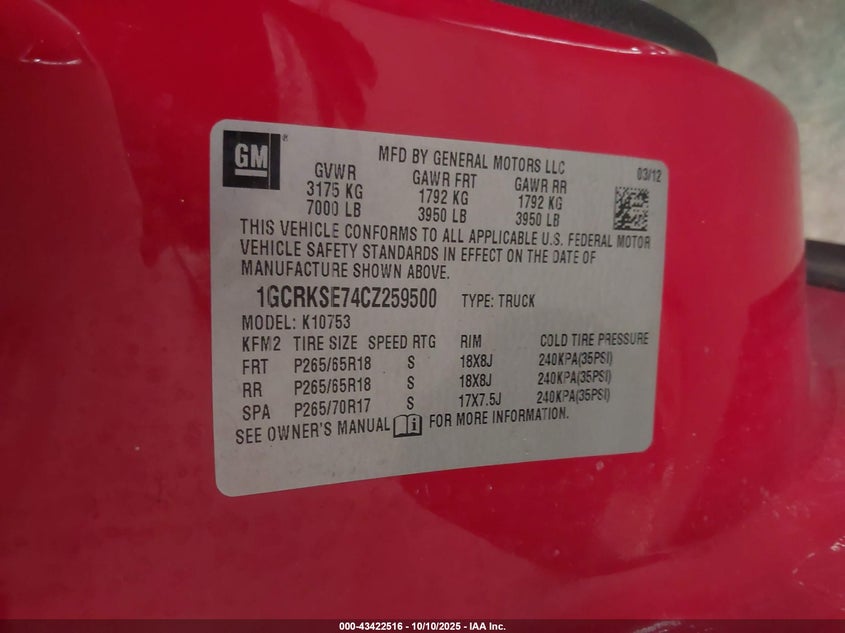 GM®
MFD BY GENERAL MOTORS LLC 03/12
GVWR GAWR FRT GAWR RR
3175 KG 1792 KG 1792 KG
7000 LB 3950 LB 3950 LB
THIS VEHICLE CONFORMS TO ALL APPLICABLE U.S. FEDERAL MOTOR
VEHICLE SAFETY STANDARDS IN EFFECT ON THE DATE OF
MANUFACTURE SHOWN ABOVE.
1GCRKSE74CZ259500 TYPE: TRUCK
MODEL: K10753
KFM2 TIRE SIZE SPEED RTG RIM COLD TIRE PRESSURE
FRT P265/65R18 S 18X8J 240KPA(35PSI)
RR P265/65R18 S 18X8J 240KPA(35PSI)
SPA P265/70R17 S 17X7.5J 240KPA(35PSI)
SEE OWNER'S MANUAL i FOR MORE INFORMATION.
000-43422516 - 10/10/2025 - IAA Inc.